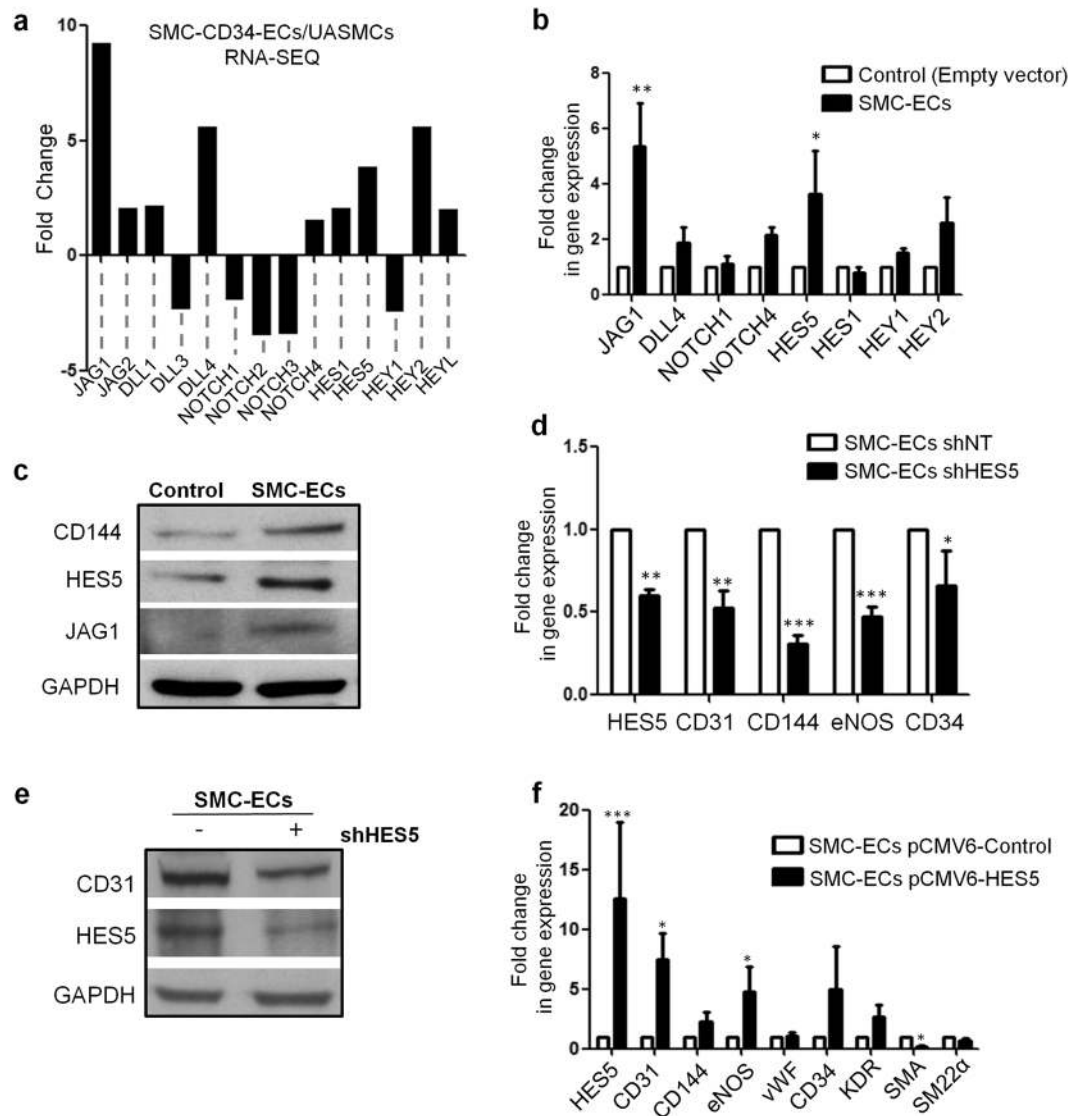 a
SMC-CD34-ECs/UASMCs
RNA-SEQ
Fold Change
10
5
0
-5
JAG1
JAG2
DLL1
DLL3
DLL4
NOTCH1
NOTCH2
NOTCH3
NOTCH4
HES1
HES5
HEY1
HEY2
HEYL
b
Control (Empty vector)
SMC-ECs
Fold change
in gene expression
8
6
4
2
0
**
*
JAG1
DLL4
NOTCH1
NOTCH4
HES5
HES1
HEY1
HEY2
c
Control SMC-ECs
CD144
HES5
JAG1
GAPDH
d
SMC-ECs shNT
SMC-ECs shHES5
Fold change
in gene expression
1.5
1.0
0.5
0.0
**
**
***
***
*
HES5 CD31 CD144 eNOS CD34
e
SMC-ECs
- + shHES5
CD31
HES5
GAPDH
f
SMC-ECs pCMV6-Control
SMC-ECs pCMV6-HES5
Fold change
in gene expression
20
15
10
5
0
***
*
*
*
HES5
CD31
CD144
eNOS
vWF
CD34
KDR
SMA
SM22α